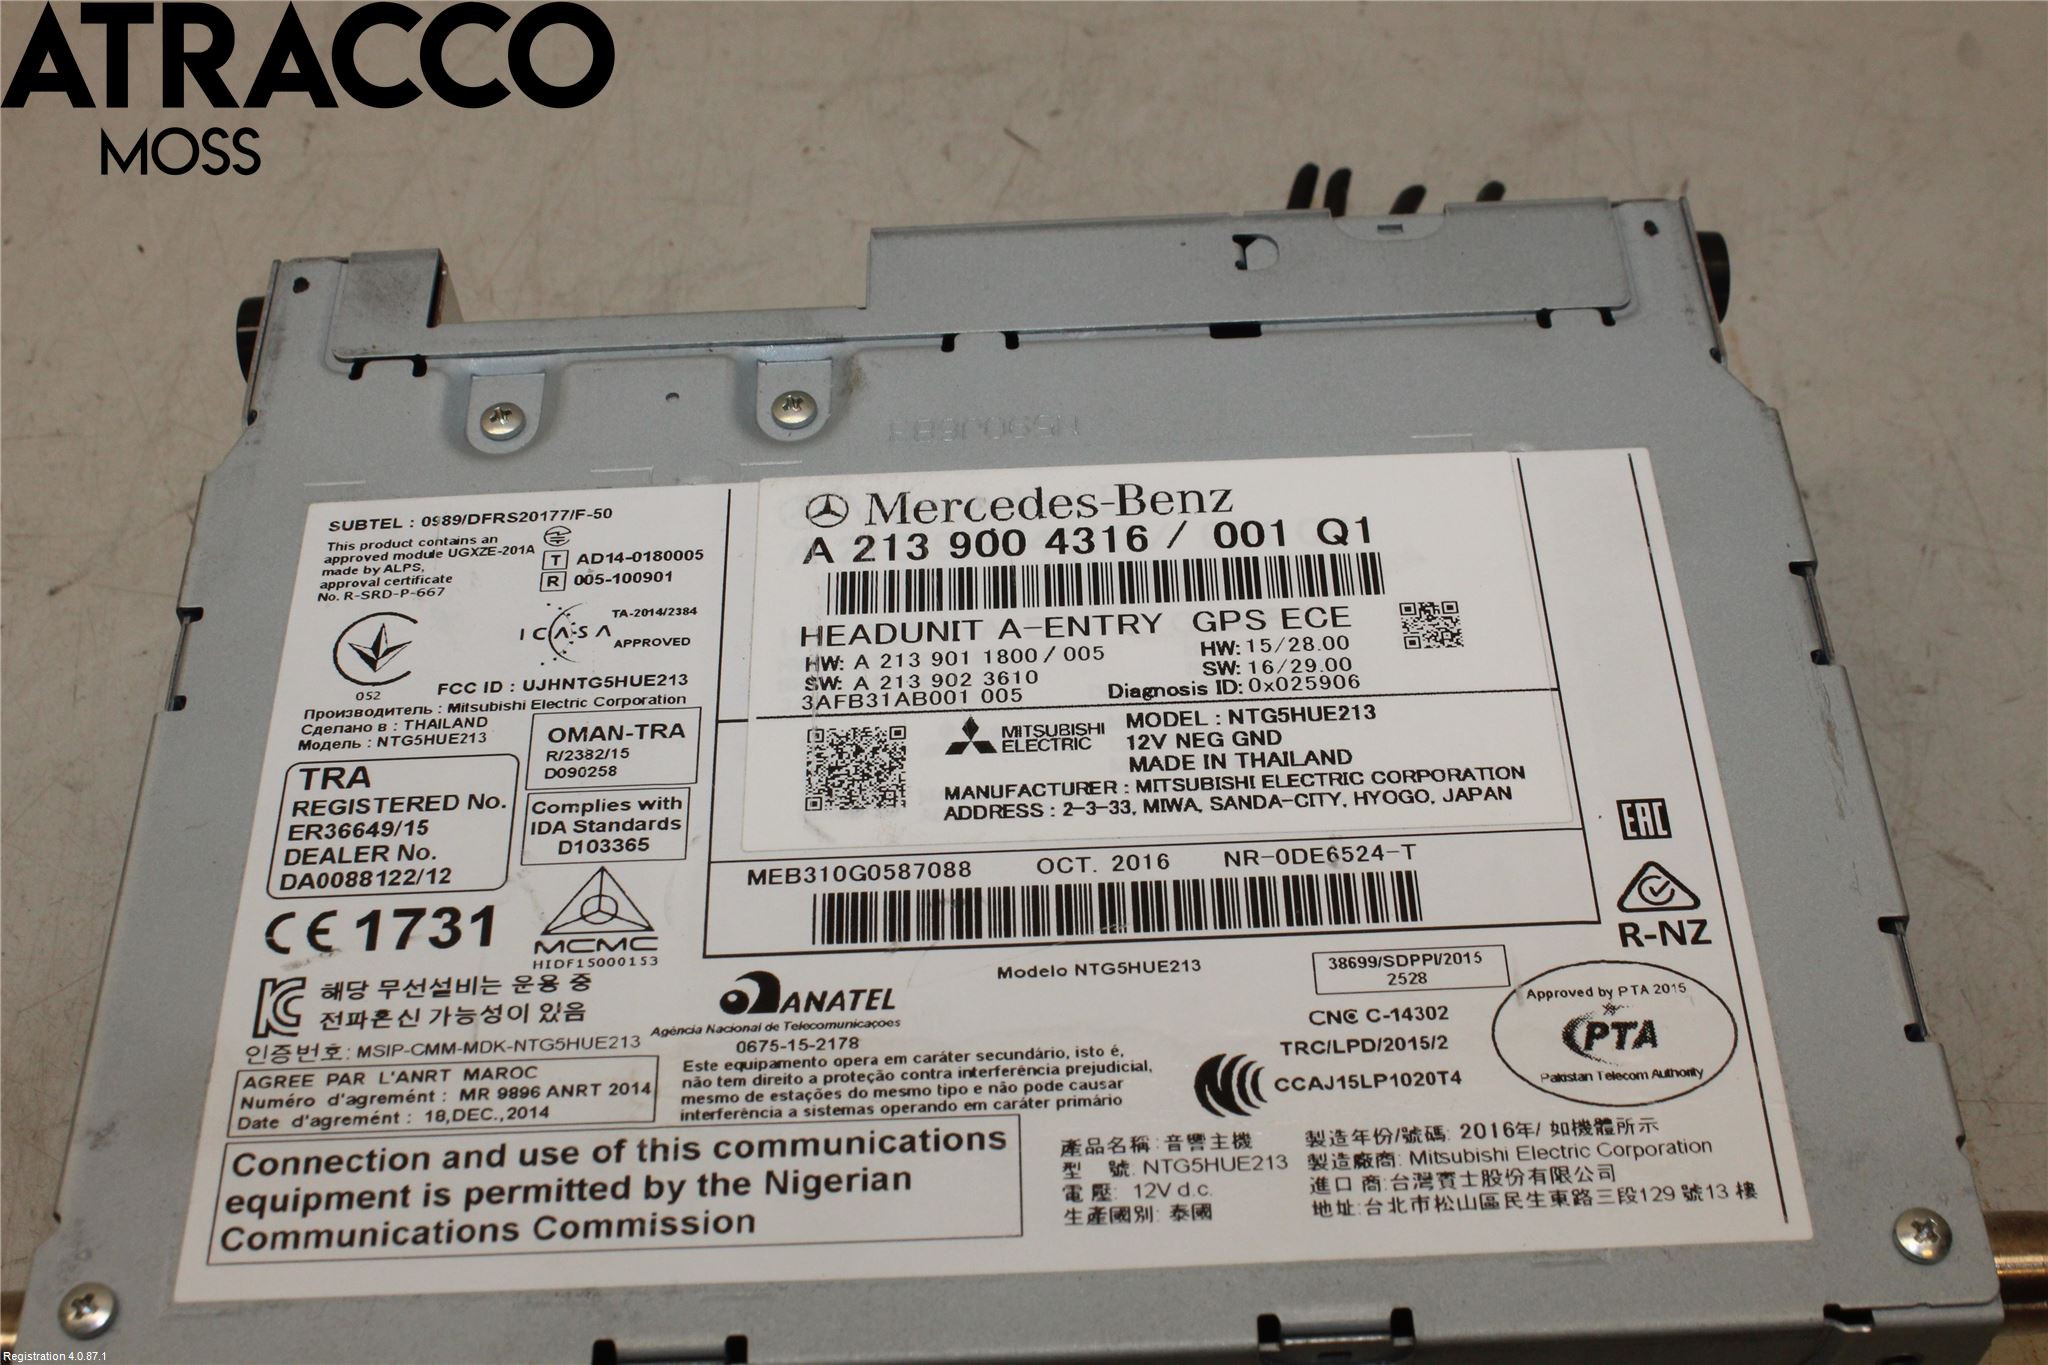 ATRACCO
MOSS
SUBTEL : 0989/DFRS20177/F-50
This product contains an
approved module UGXZE-201A
made by ALPS,
approval certificate
No. R-SRD-P-667
T AD14-0180005
R 005-100901
ICASA
TA-2014/2384
APPROVED
052
FCC ID : UJHNTG5HUE213
Производитель : Mitsubishi Electric Corporation
Сделано в : THAILAND
Модель : NTG5HUE213
OMAN-TRA
R/2382/15
D090258
TRA
REGISTERED No.
ER36649/15
DEALER No.
DA0088122/12
Complies with
IDA Standards
D103365
CE 1731
MCMC
HIDF15000153
해당 무선설비는 운용 중
전파혼신 가능성이 있음
인증번호: MSIP-CMM-MDK-NTG5HUE213
AGREE PAR L'ANRT MAROC
Numéro d'agrément : MR 9896 ANRT 2014
Date d'agrément : 18,DEC.,2014
Connection and use of this communications
equipment is permitted by the Nigerian
Communications Commission
Mercedes-Benz
A 213 900 4316 / 001 Q1
HEADUNIT A-ENTRY GPS ECE
HW: A 213 901 1800 / 005 HW: 15/28.00
SW: A 213 902 3610 SW: 16/29.00
3AFB31AB001 005 Diagnosis ID: 0x025906
MITSUBISHI
ELECTRIC
MODEL : NTG5HUE213
12V NEG GND
MADE IN THAILAND
MANUFACTURER : MITSUBISHI ELECTRIC CORPORATION
ADDRESS : 2-3-33, MIWA, SANDA-CITY, HYOGO, JAPAN
MEB310G0587088 OCT. 2016 NR-0DE6524-T
EAC
R-NZ
ANATEL
Agência Nacional de Telecomunicações
0675-15-2178
Modelo NTG5HUE213
Este equipamento opera em caráter secundário, isto é,
não tem direito a proteção contra interferência prejudicial,
mesmo de estações do mesmo tipo e não pode causar
interferência a sistemas operando em caráter primário
38699/SDPPI/2015
2528
CNC C-14302
TRC/LPD/2015/2
CCAJ15LP1020T4
Approved by PTA 2015
PTA
Pakistan Telecom Authority
產品名稱: 音響主機
型 號: NTG5HUE213
電 壓: 12V d.c.
生產國別: 泰國
製造年份/號碼: 2016年/ 如機體所示
製造廠商: Mitsubishi Electric Corporation
進口商: 台灣賓士股份有限公司
地址: 台北市松山區民生東路三段129 號13 樓
Registration 4.0.87.1